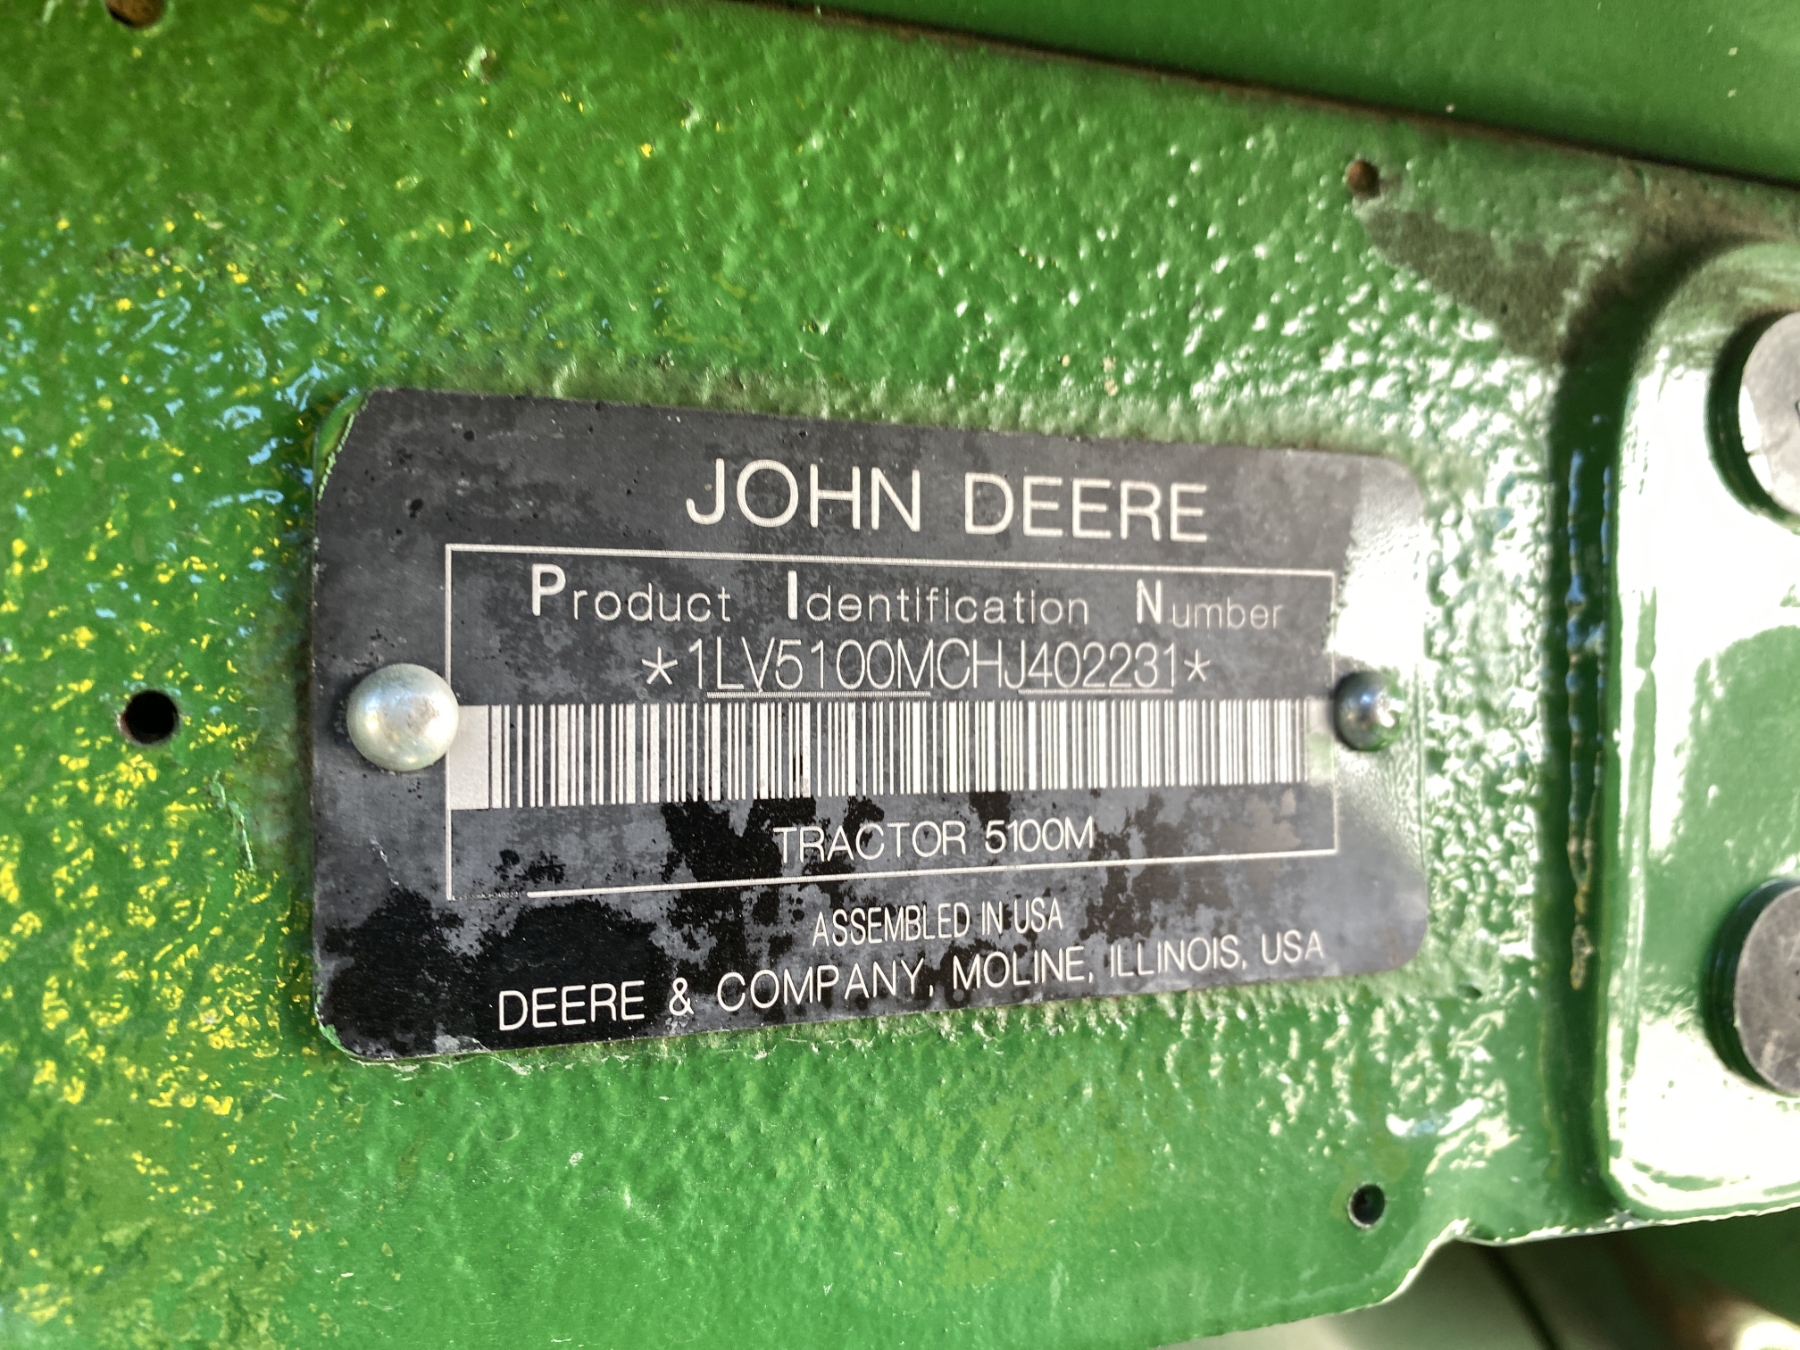 JOHN DEERE
Product Identification Number
*1LV5100MCHJ402231*
TRACTOR 5100M
ASSEMBLED IN USA
DEERE & COMPANY, MOLINE, ILLINOIS, USA